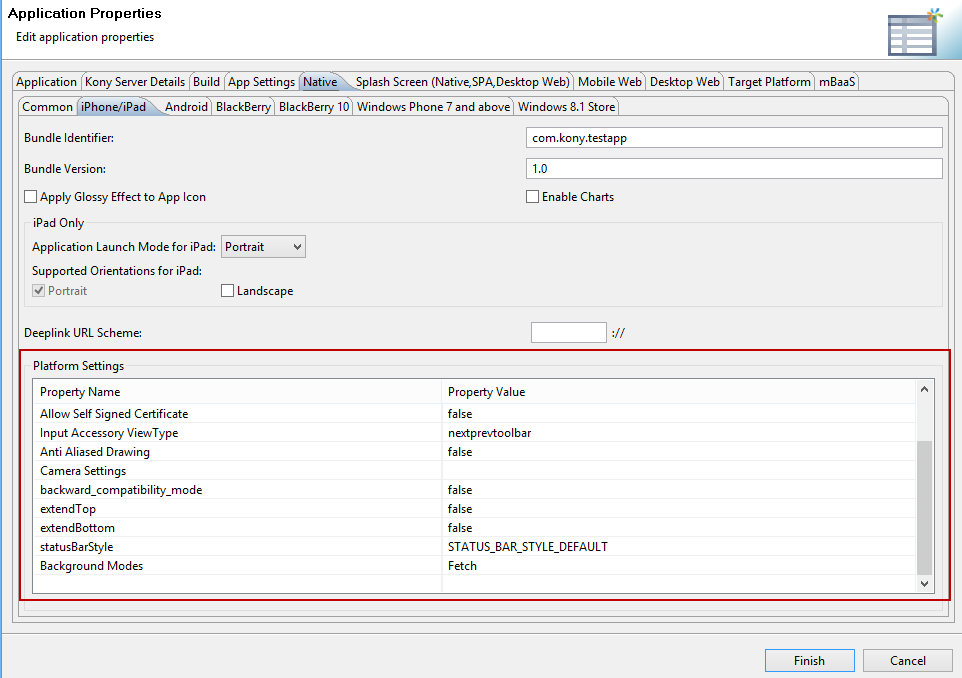 Application Properties
Edit application properties
Application Kony Server Details Build App Settings Native Splash Screen (Native,SPA,Desktop Web) Mobile Web Desktop Web Target Platform mBaaS
Common iPhone/iPad Android BlackBerry BlackBerry 10 Windows Phone 7 and above Windows 8.1 Store
Bundle Identifier: com.kony.testapp
Bundle Version: 1.0
Apply Glossy Effect to App Icon Enable Charts
iPad Only
Application Launch Mode for iPad: Portrait
Supported Orientations for iPad:
Portrait Landscape
Deeplink URL Scheme: ://
Platform Settings
Property Name Property Value
Allow Self Signed Certificate false
Input Accessory ViewType nextprevtoolbar
Anti Aliased Drawing false
Camera Settings
backward_compatibility_mode false
extendTop false
extendBottom false
statusBarStyle STATUS_BAR_STYLE_DEFAULT
Background Modes Fetch
Finish Cancel